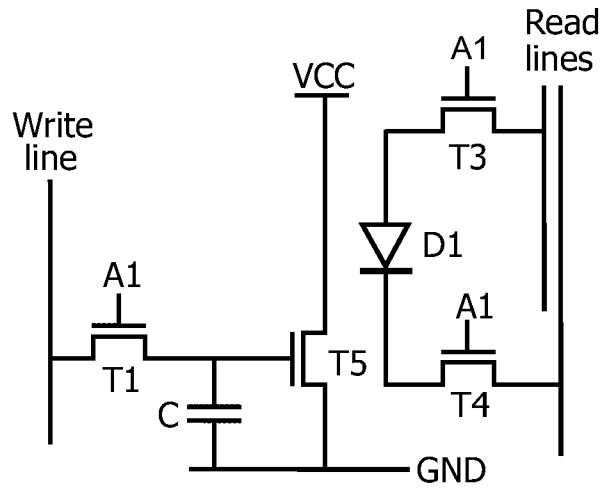 Read
lines
A1
VCC
Write
line
T3
D1
A1
A1
T5
T1
T4
C
GND